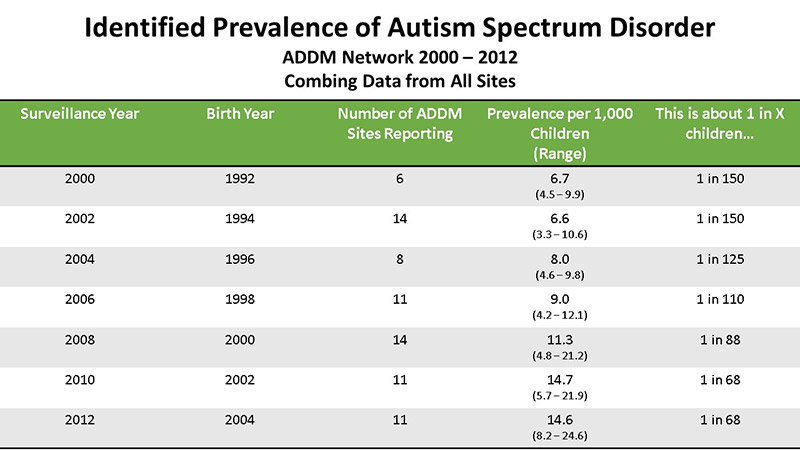 Identified Prevalence of Autism Spectrum Disorder
ADDM Network 2000 – 2012
Combing Data from All Sites
Surveillance Year Birth Year Number of ADDM Sites Reporting Prevalence per 1,000 Children (Range) This is about 1 in X children...
2000 1992 6 6.7 1 in 150
(4.5 – 9.9)
2002 1994 14 6.6 1 in 150
(3.3 – 10.6)
2004 1996 8 8.0 1 in 125
(4.6 – 9.8)
2006 1998 11 9.0 1 in 110
(4.2 – 12.1)
2008 2000 14 11.3 1 in 88
(4.8 – 21.2)
2010 2002 11 14.7 1 in 68
(5.7 – 21.9)
2012 2004 11 14.6 1 in 68
(8.2 – 24.6)